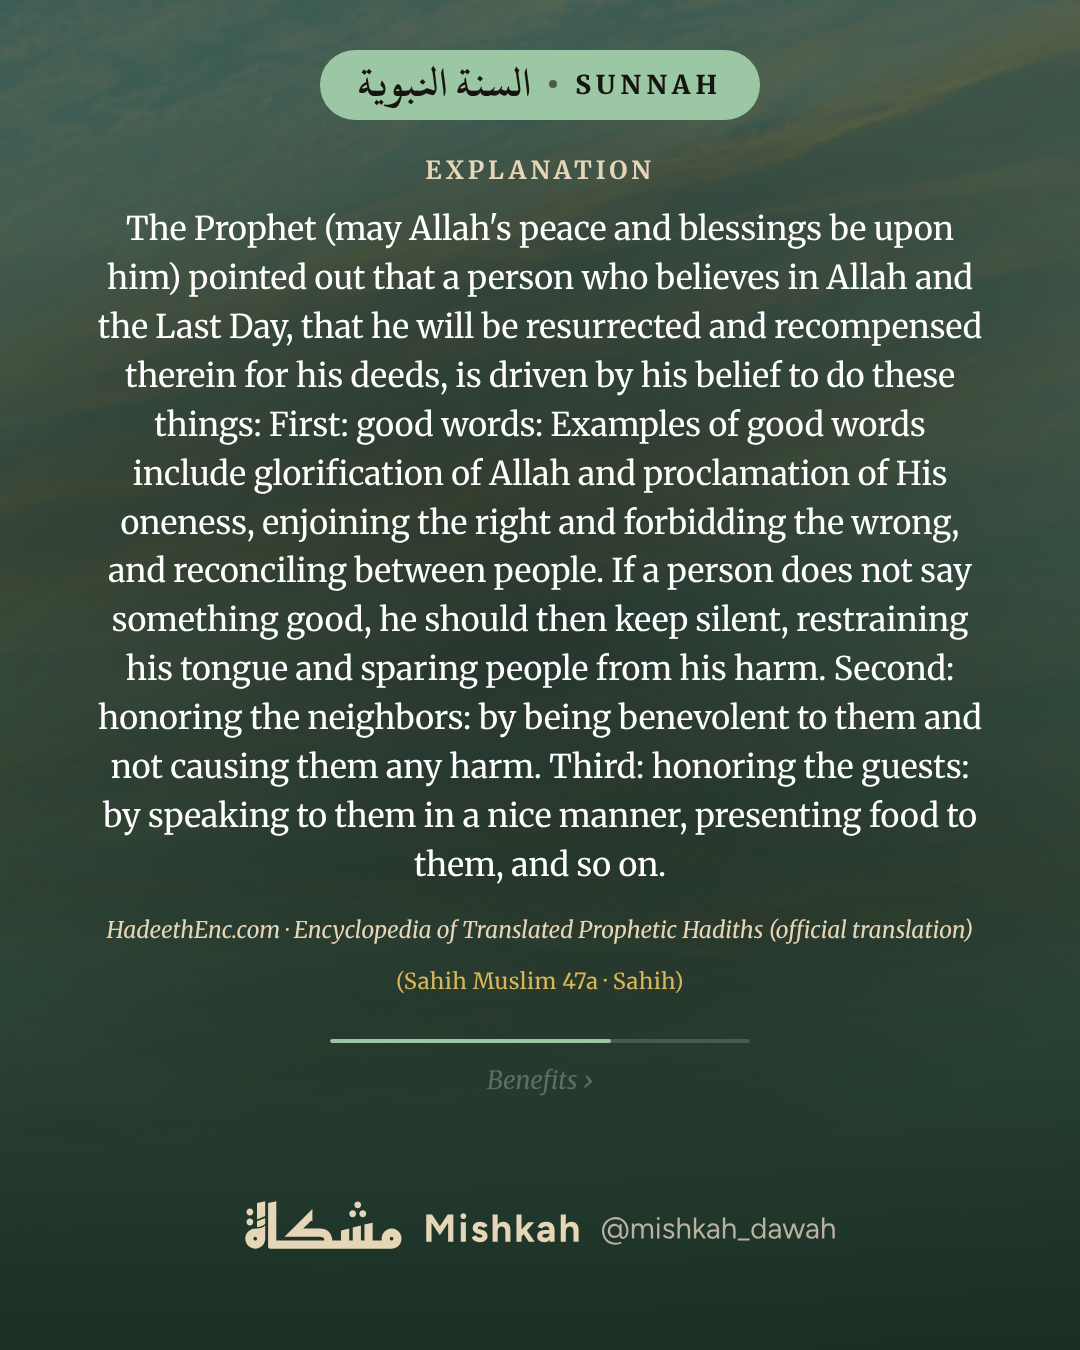 السنة النبوية • SUNNAH
EXPLANATION
The Prophet (may Allah's peace and blessings be upon
him) pointed out that a person who believes in Allah and
the Last Day, that he will be resurrected and recompensed
therein for his deeds, is driven by his belief to do these
things: First: good words: Examples of good words
include glorification of Allah and proclamation of His
oneness, enjoining the right and forbidding the wrong,
and reconciling between people. If a person does not say
something good, he should then keep silent, restraining
his tongue and sparing people from his harm. Second:
honoring the neighbors: by being benevolent to them and
not causing them any harm. Third: honoring the guests:
by speaking to them in a nice manner, presenting food to
them, and so on.
HadeethEnc.com · Encyclopedia of Translated Prophetic Hadiths (official translation)
(Sahih Muslim 47a · Sahih)
Benefits ›
مشكاة Mishkah @mishkah_dawah